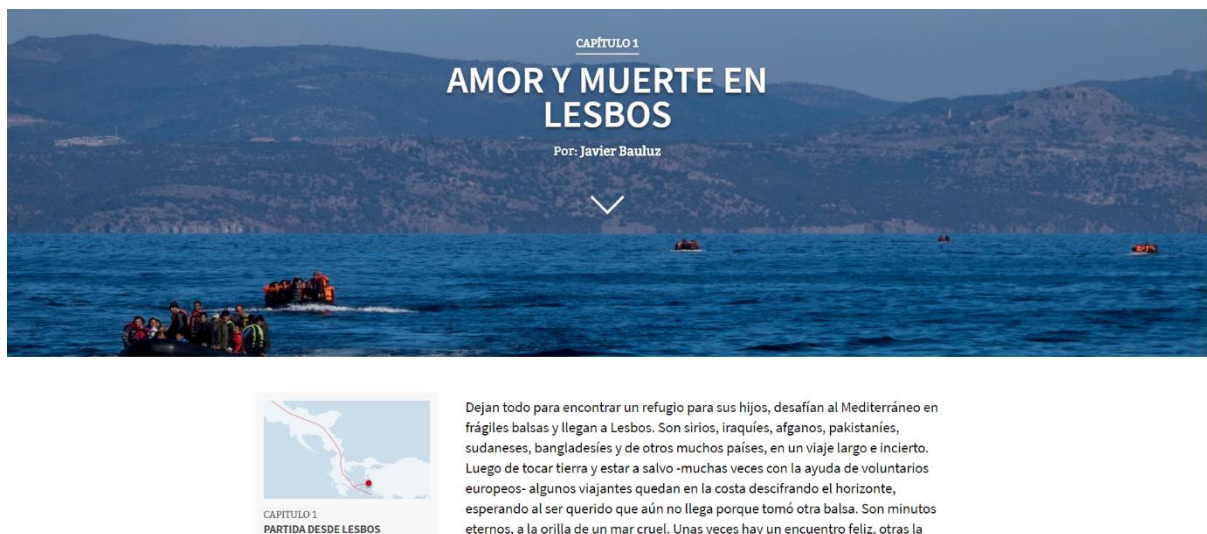 CAPÍTULO 1
AMOR Y MUERTE EN
LESBOS
Por: Javier Bauluz
CAPITULO 1
PARTIDA DESDE LESBOS
Dejan todo para encontrar un refugio para sus hijos, desafían al Mediterráneo en
frágiles balsas y llegan a Lesbos. Son sirios, iraquíes, afganos, pakistaníes,
sudaneses, bangladesíes y de otros muchos países, en un viaje largo e incierto.
Luego de tocar tierra y estar a salvo -muchas veces con la ayuda de voluntarios
europeos- algunos viajantes quedan en la costa descifrando el horizonte,
esperando al ser querido que aún no llega porque tomó otra balsa. Son minutos
eternos, a la orilla de un mar cruel. Unas veces hay un encuentro feliz, otras la